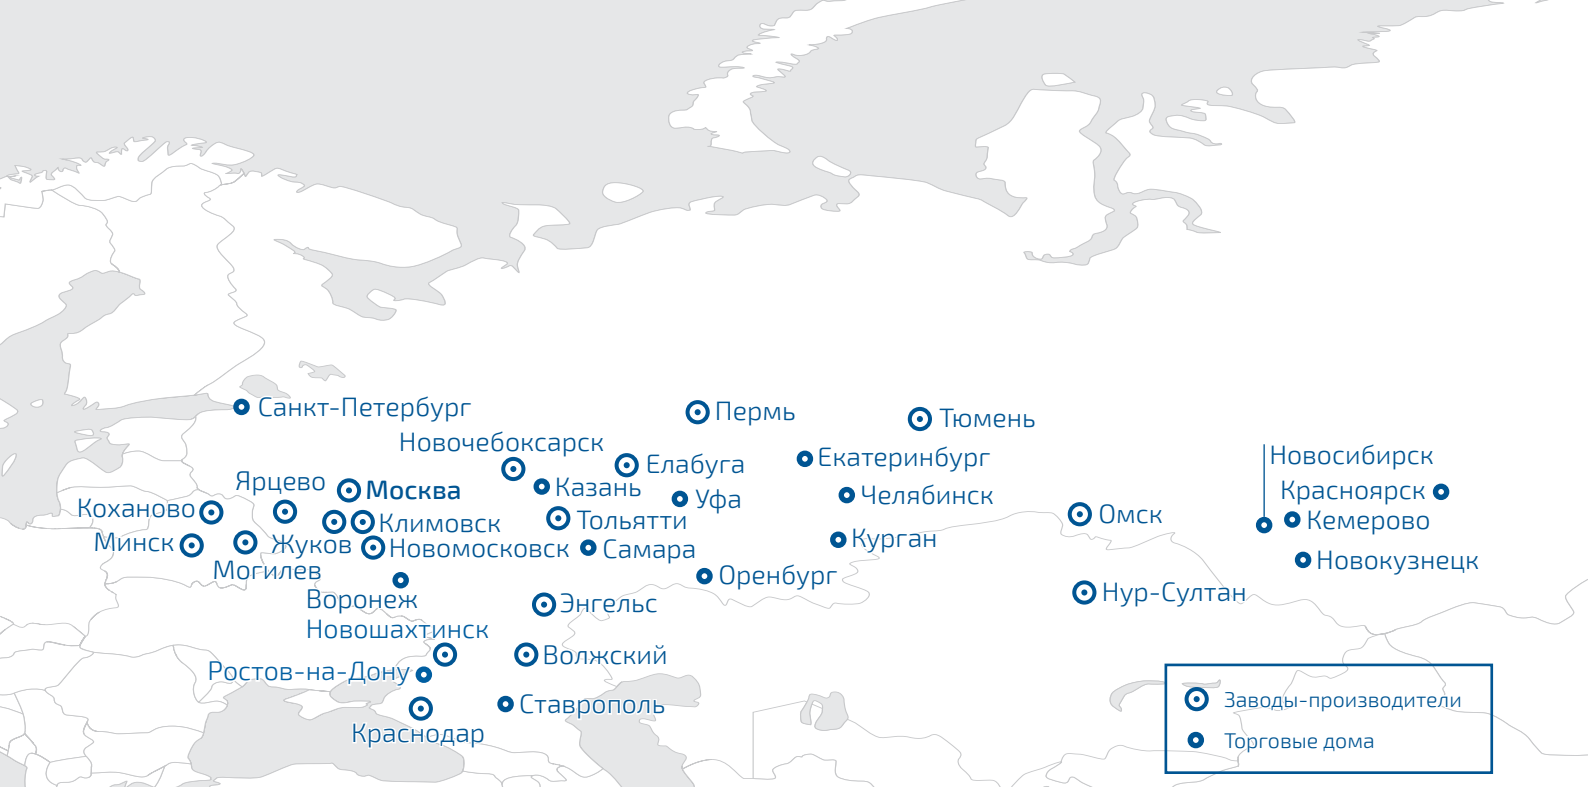 Санкт-Петербург
Пермь
Тюмень
Новочебоксарск
Елабуга
Екатеринбург
Новосибирск
Ярцево
Москва
Казань
Уфа
Челябинск
Красноярск
Коханово
Климовск
Тольятти
Омск
Кемерово
Минск
Жуков
Новомосковск
Самара
Курган
Новокузнецк
Могилев
Оренбург
Воронеж
Энгельс
Нур-Султан
Новошахтинск
Волжский
Ростов-на-Дону
Ставрополь
Краснодар
Заводы-производители
Торговые дома